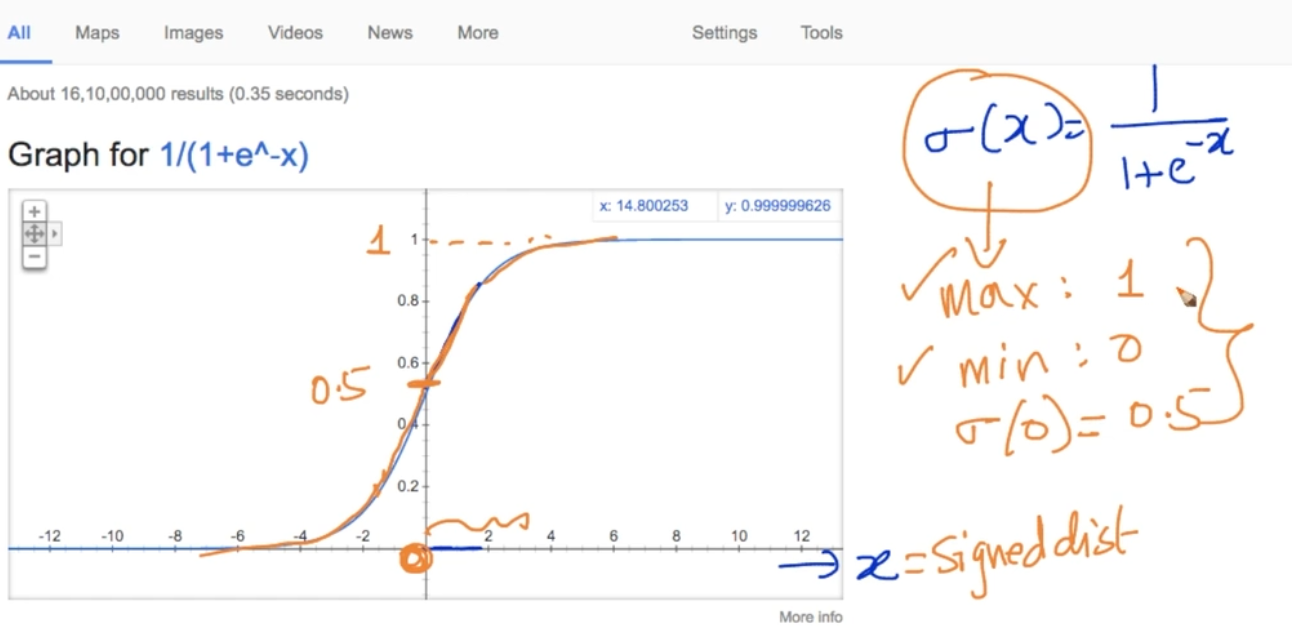 All Maps Images Videos News More Settings Tools
About 16,10,00,000 results (0.35 seconds)
Graph for 1/(1+e^-x)
x: 14.800253 y: 0.999999626
1
1
0.8
0.6
0.5
0.4
0.2
-12 -10 -8 -6 -4 -2 2 4 6 8 10 12
0
More info
σ(x)= 1
1+e^-x
max: 1
min: 0
σ(0)= 0.5
x = signed dist